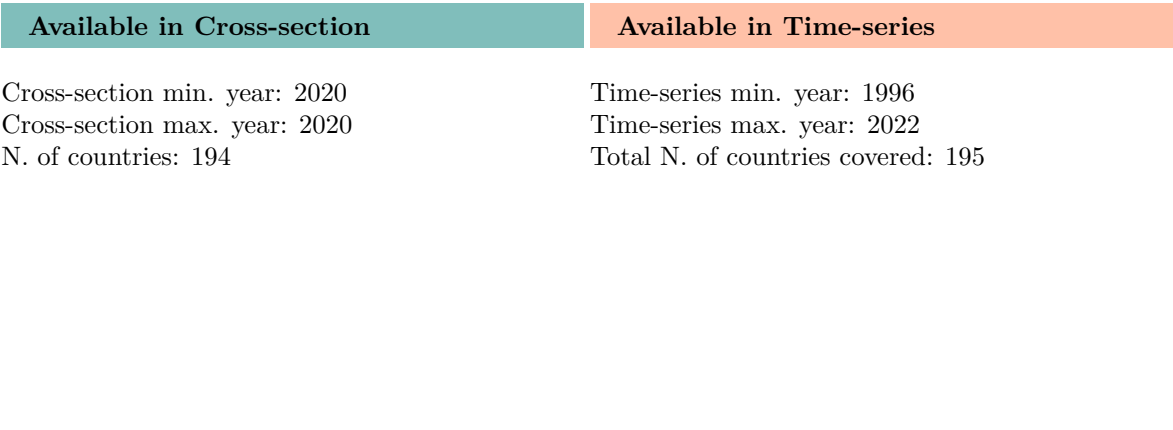 Available in Cross-section
Available in Time-series
Cross-section min. year: 2020
Cross-section max. year: 2020
N. of countries: 194
Time-series min. year: 1996
Time-series max. year: 2022
Total N. of countries covered: 195